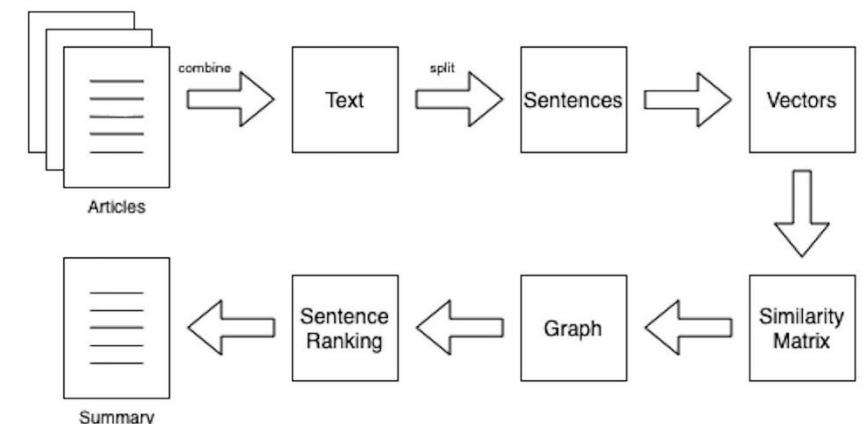 combine
split
Text
Sentences
Vectors
Articles
Similarity
Matrix
Graph
Sentence
Ranking
Summary